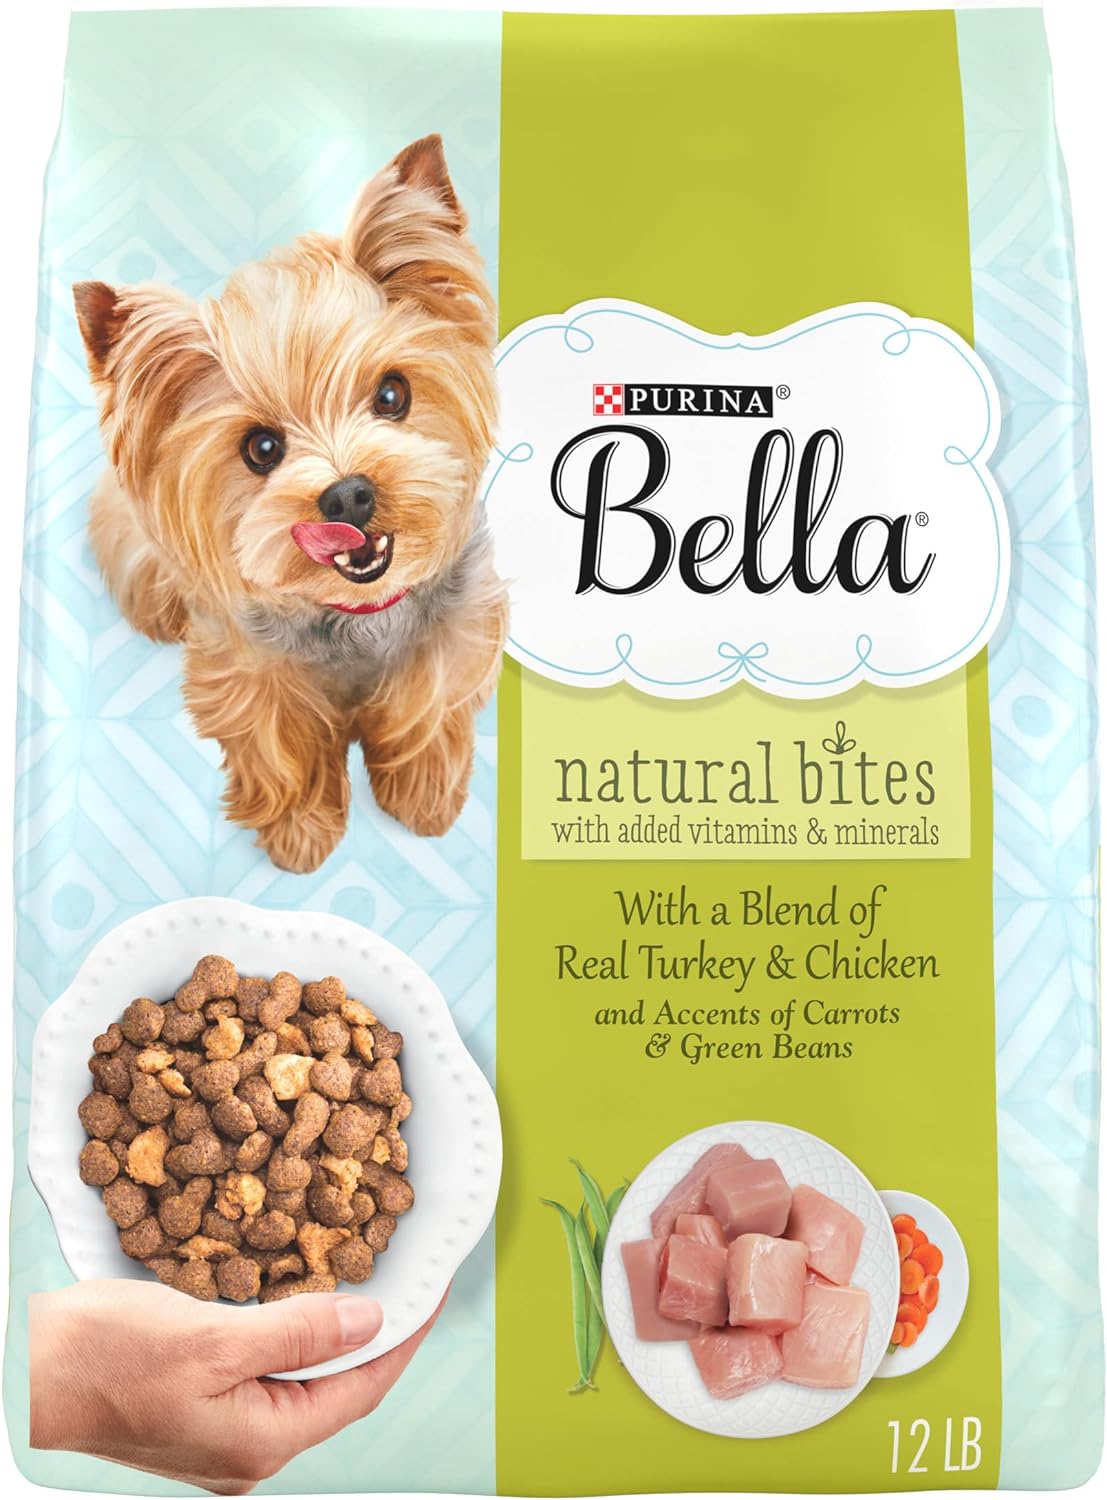 PURINA®
Bella®
natural bites
with added vitamins & minerals
With a Blend of
Real Turkey & Chicken
and Accents of Carrots
& Green Beans
12 LB